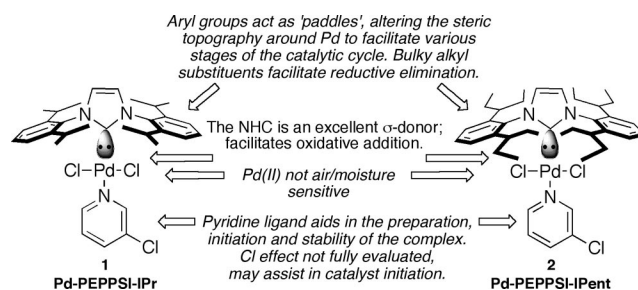 Aryl groups act as 'paddles', altering the steric
topography around Pd to facilitate various
stages of the catalytic cycle. Bulky alkyl
substituents facilitate reductive elimination.
N N
N N
The NHC is an excellent σ-donor;
facilitates oxidative addition.
Cl-Pd-Cl
Cl-Pd-Cl
Pd(II) not air/moisture
sensitive
N
N
Pyridine ligand aids in the preparation,
initiation and stability of the complex.
Cl effect not fully evaluated,
may assist in catalyst initiation.
Cl
Cl
1
Pd-PEPPSI-IPr
2
Pd-PEPPSI-IPent